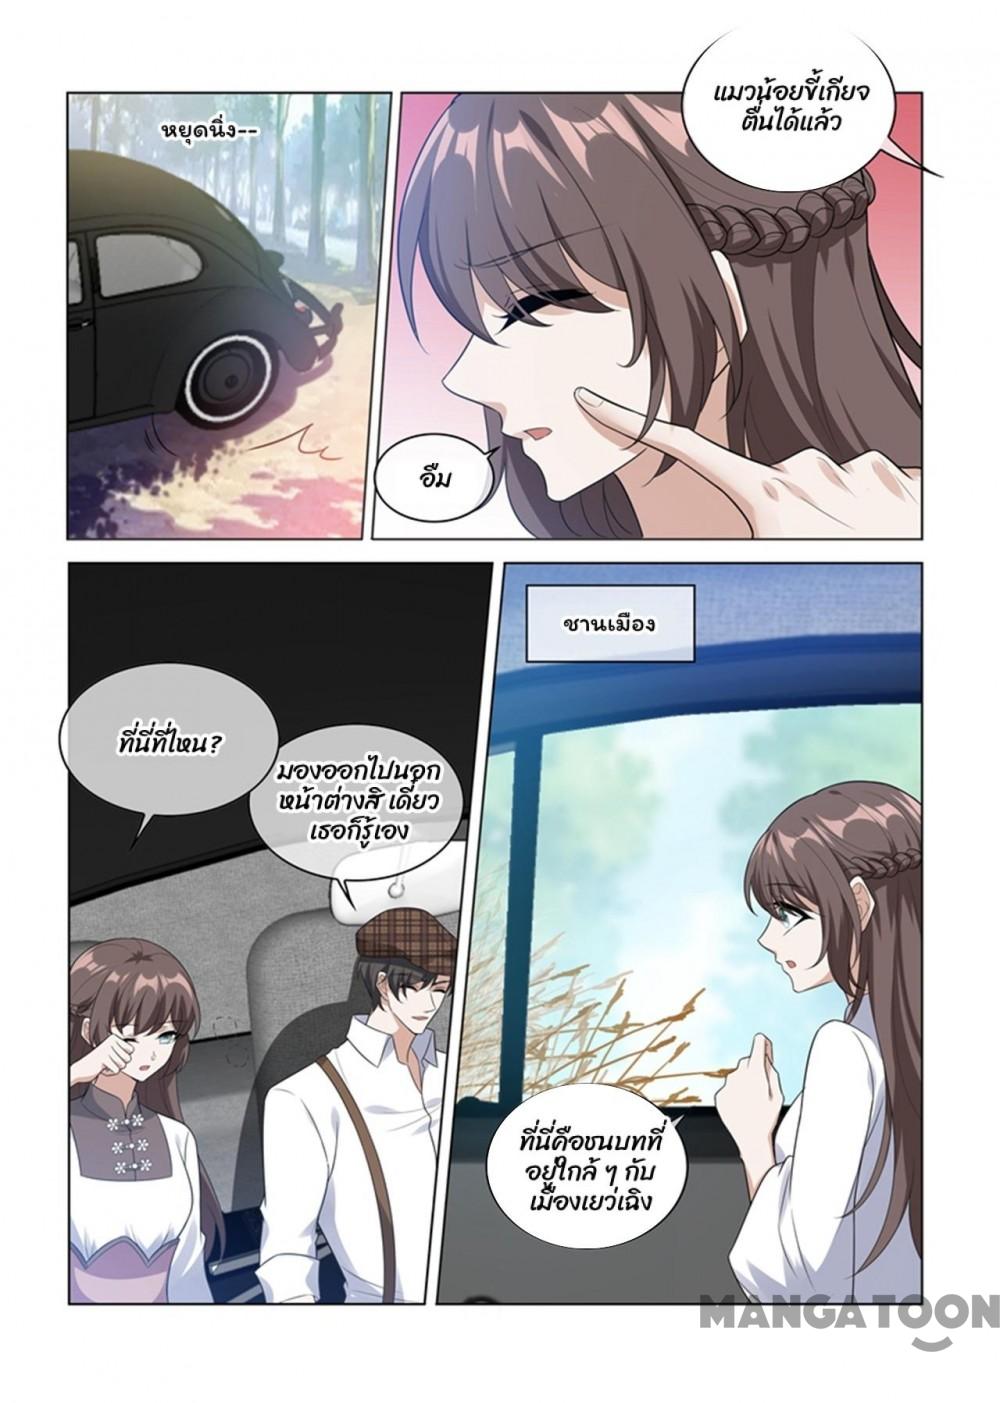 หยุดนิ่ง--
แมวน้อยขี้เกียจ
ตื่นได้แล้ว
อืม
ที่นี่ที่ไหน?
มองออกไปนอก
หน้าต่างสิ เดี๋ยว
เธอก็รู้เอง
ชานเมือง
ที่นี่คือชนบทที่
อยู่ใกล้ ๆ กับ
เมืองเยว่เฉิง
MANGATOON